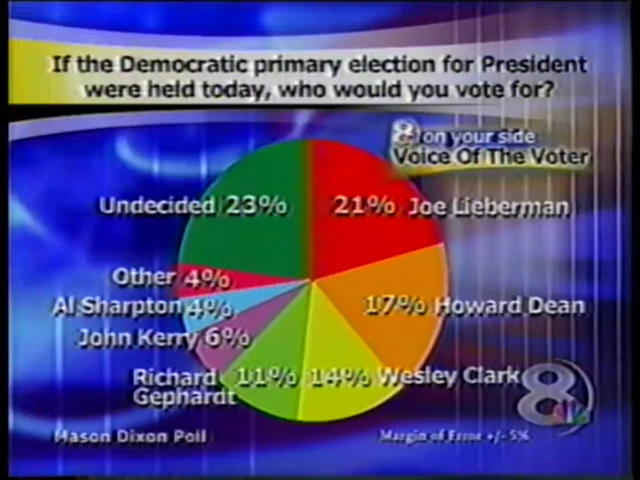 If the Democratic primary election for President
were held today, who would you vote for?
8 on your side
Voice Of The Voter
Undecided 23%
21% Joe Lieberman
Other 4%
Al Sharpton 4%
17% Howard Dean
John Kerry 6%
Richard Gephardt 11%
14% Wesley Clark
8
Mason Dixon Poll
Margin of Error +/- 5%